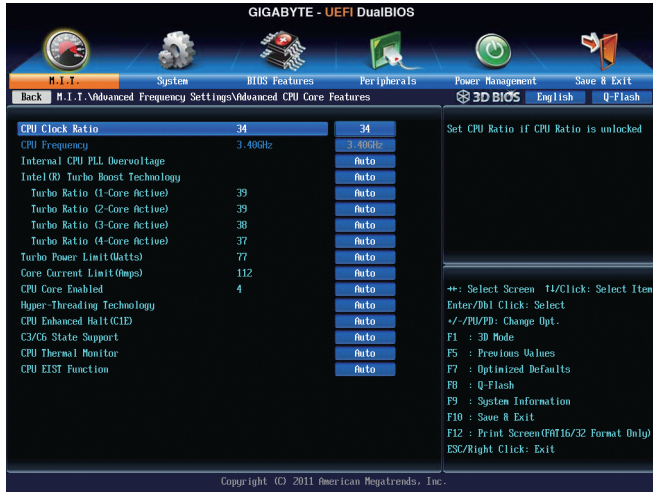 GIGABYTE - UEFI DualBIOS
M.I.T. System BIOS Features Peripherals Power Management Save & Exit
Back M.I.T.\Advanced Frequency Settings\Advanced CPU Core Features 3D BIOS English Q-Flash
CPU Clock Ratio 34 34
CPU Frequency 3.40GHz 3.40GHz
Internal CPU PLL Overvoltage Auto
Intel(R) Turbo Boost Technology Auto
Turbo Ratio (1-Core Active) 39 Auto
Turbo Ratio (2-Core Active) 39 Auto
Turbo Ratio (3-Core Active) 38 Auto
Turbo Ratio (4-Core Active) 37 Auto
Turbo Power Limit(Watts) 77 Auto
Core Current Limit(Amps) 112 Auto
CPU Core Enabled 4 Auto
Hyper-Threading Technology Auto
CPU Enhanced Halt(C1E) Auto
C3/C6 State Support Auto
CPU Thermal Monitor Auto
CPU EIST Function Auto
Set CPU Ratio if CPU Ratio is unlocked
↔: Select Screen ↑↓/Click: Select Item
Enter/Dbl Click: Select
+/-/PU/PD: Change Opt.
F1 : 3D Mode
F5 : Previous Values
F7 : Optimized Defaults
F8 : Q-Flash
F9 : System Information
F10 : Save & Exit
F12 : Print Screen(FAT16/32 Format Only)
ESC/Right Click: Exit
Copyright (C) 2011 American Megatrends, Inc.